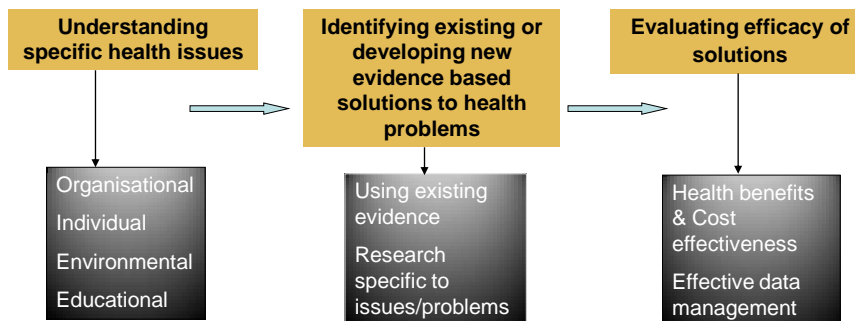 Understanding
specific health issues
Identifying existing or
developing new
evidence based
solutions to health
problems
Evaluating efficacy of
solutions
Organisational
Individual
Environmental
Educational
Using existing
evidence
Research
specific to
issues/problems
Health benefits
& Cost
effectiveness
Effective data
management